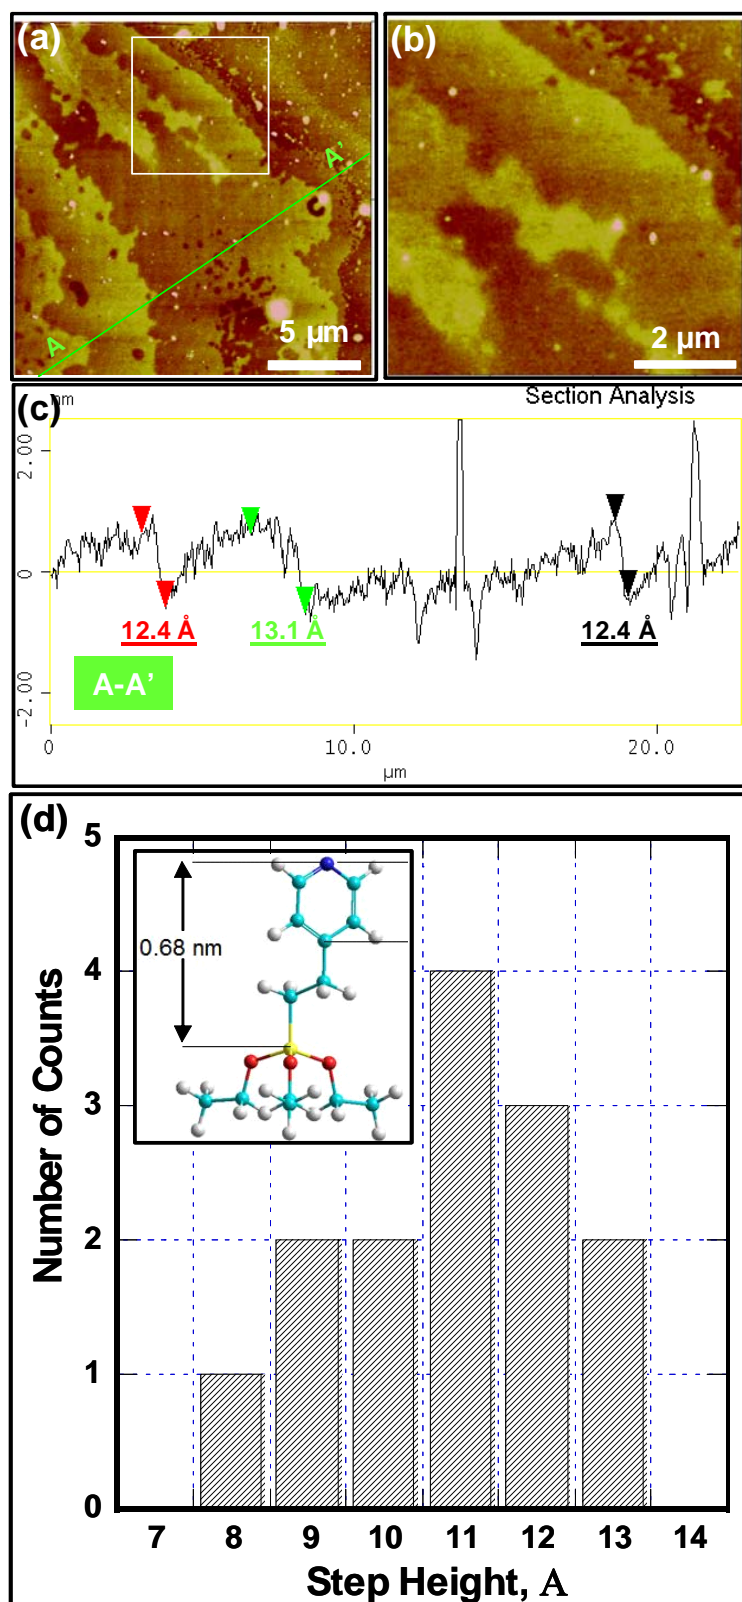 (a)
A'
A
5 µm
(b)
2 µm
(c)
nm
Section Analysis
2.00
0
-2.00
12.4 Å
13.1 Å
12.4 Å
A-A’
0
10.0
20.0
µm
(d)
5
4
3
2
1
0
Number of Counts
0.68 nm
7 8 9 10 11 12 13 14
Step Height, A